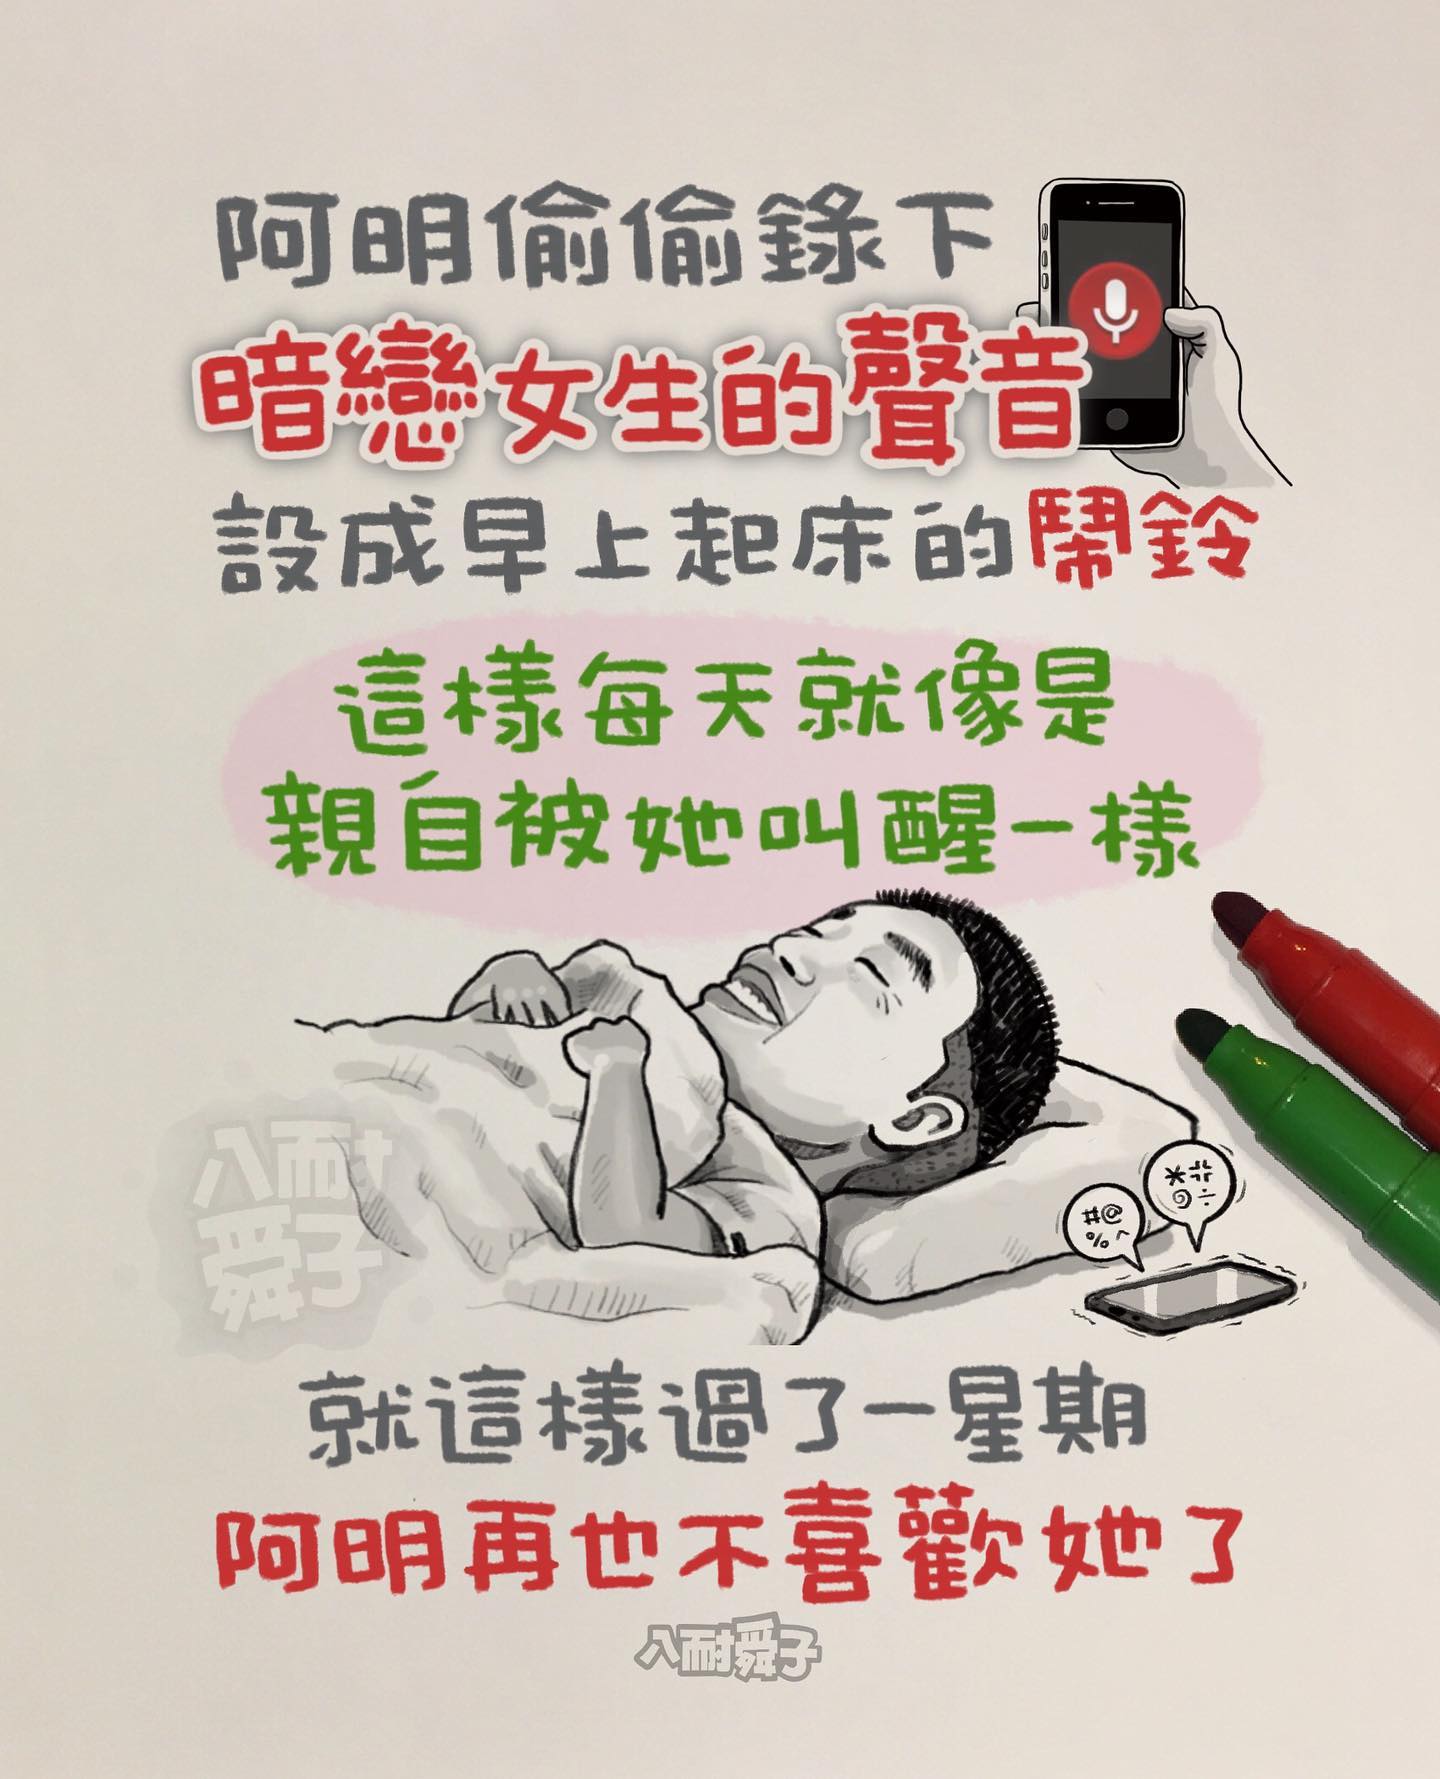 阿明偷偷錄下
暗戀女生的聲音
設成早上起床的鬧鈴
這樣每天就像是
親自被她叫醒一樣
八耐
舜子
#@
%^
*
÷@
就這樣過了一星期
阿明再也不喜歡她了
八耐舜子